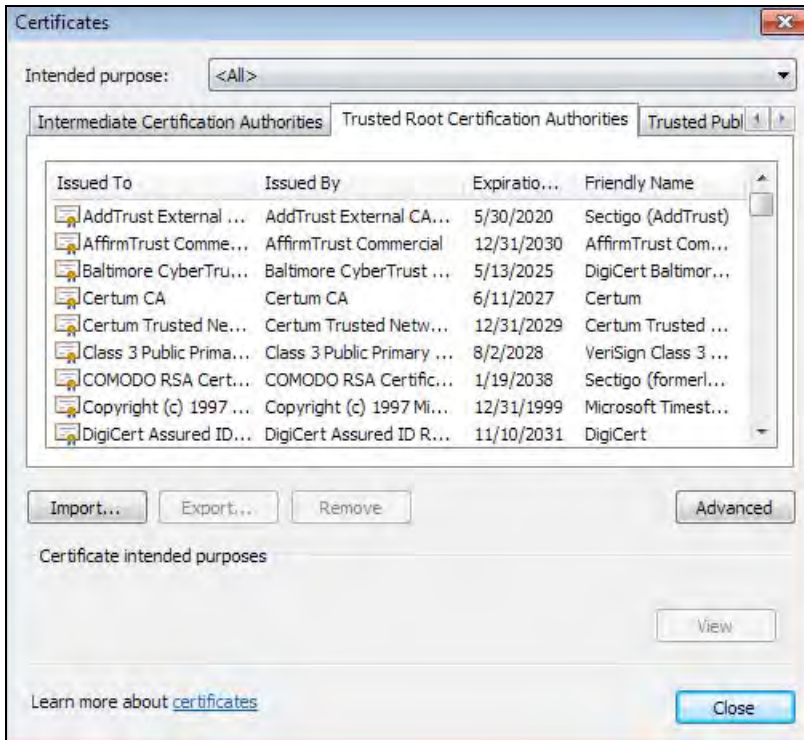 Certificates
Intended purpose: <All>
Intermediate Certification Authorities Trusted Root Certification Authorities Trusted Publ
Issued To Issued By Expiratio... Friendly Name
AddTrust External ... AddTrust External CA... 5/30/2020 Sectigo (AddTrust)
AffirmTrust Comme... AffirmTrust Commercial 12/31/2030 AffirmTrust Com...
Baltimore CyberTru... Baltimore CyberTrust ... 5/13/2025 DigiCert Baltimor...
Certum CA Certum CA 6/11/2027 Certum
Certum Trusted Ne... Certum Trusted Netw... 12/31/2029 Certum Trusted ...
Class 3 Public Prima... Class 3 Public Primary ... 8/2/2028 VeriSign Class 3 ...
COMODO RSA Cert... COMODO RSA Certific... 1/19/2038 Sectigo (formerl...
Copyright (c) 1997 ... Copyright (c) 1997 Mi... 12/31/1999 Microsoft Timest...
DigiCert Assured ID... DigiCert Assured ID R... 11/10/2031 DigiCert
Import... Export... Remove Advanced
Certificate intended purposes
View
Learn more about certificates
Close